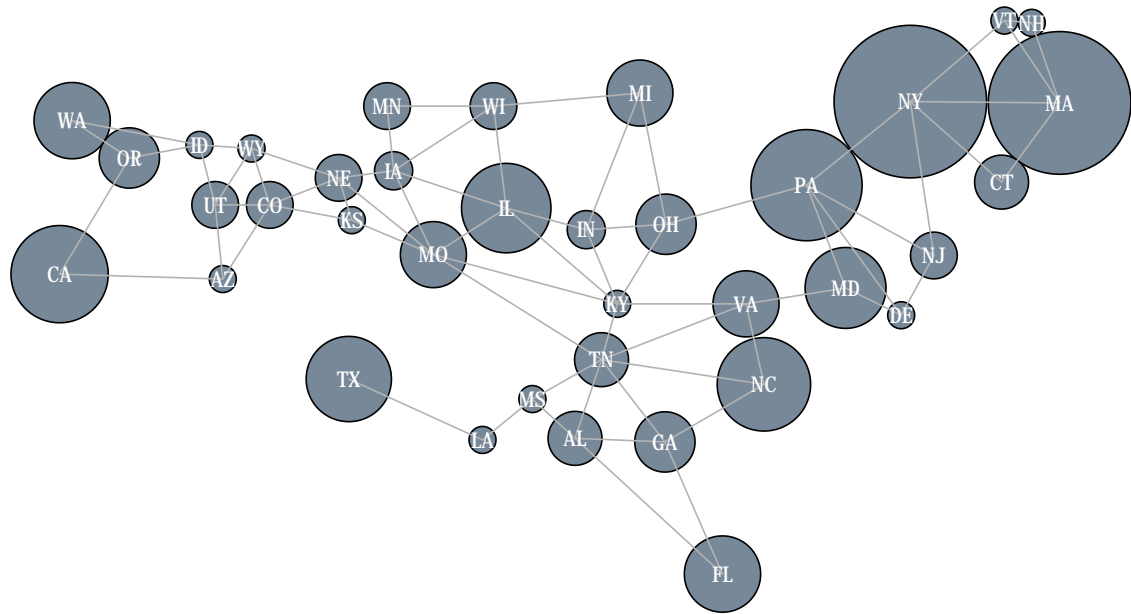 VT
NH
MI
NY
MA
MN
WI
WA
OR
ID
WY
NE
IA
PA
CT
UT
CO
KS
IL
IN
OH
MO
NJ
CA
AZ
MD
KY
VA
DE
TN
TX
NC
MS
LA
AL
GA
FL